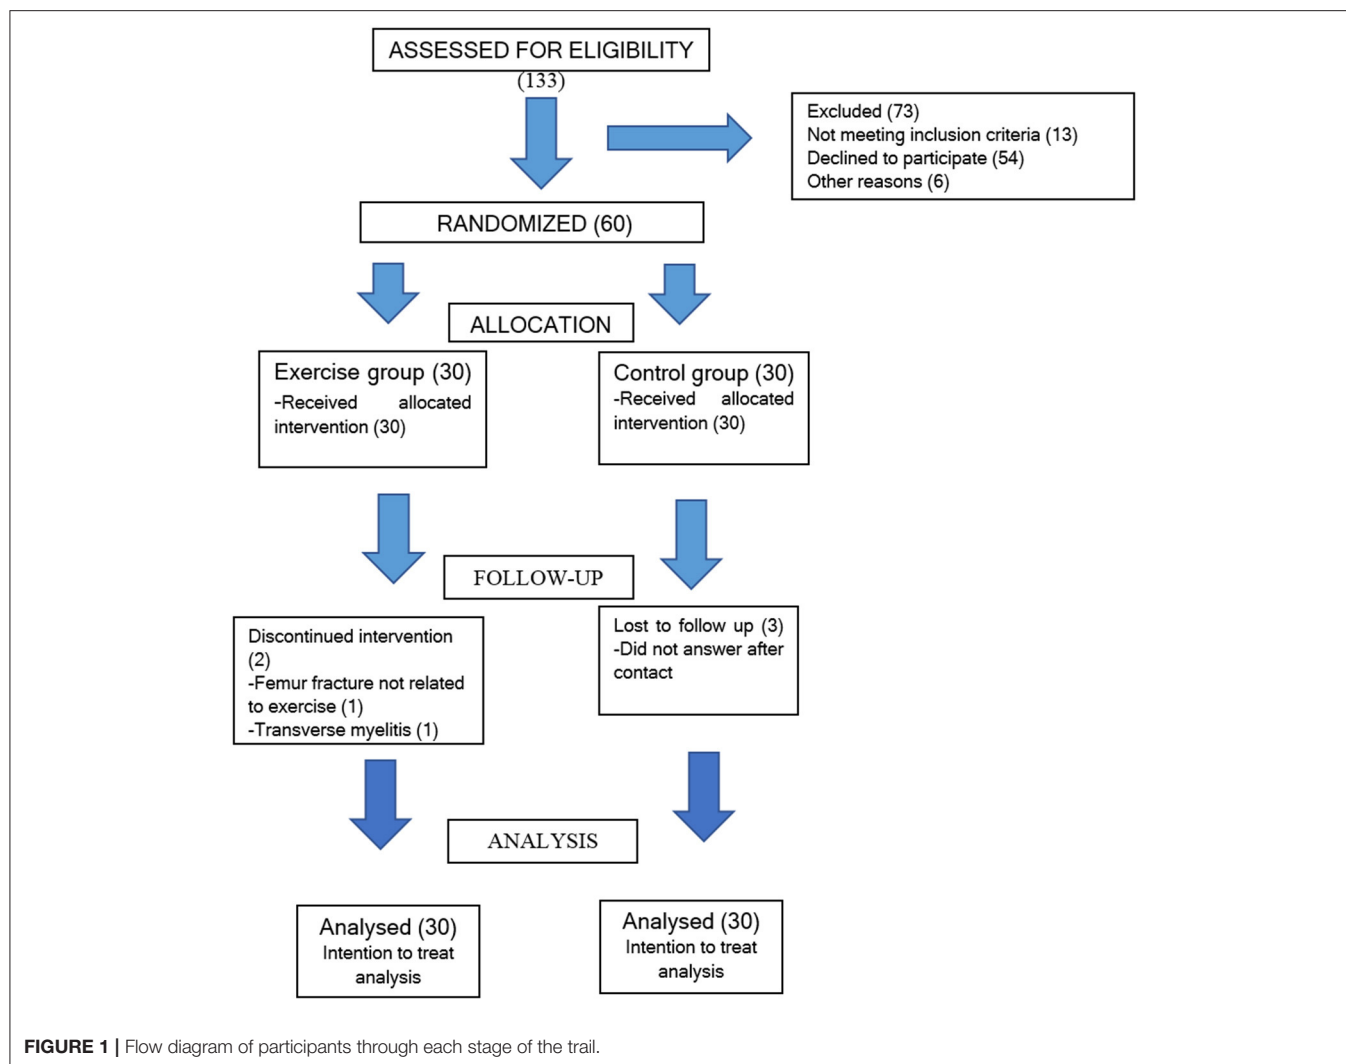 ASSESSED FOR ELIGIBILITY
(133)
Excluded (73)
Not meeting inclusion criteria (13)
Declined to participate (54)
Other reasons (6)
RANDOMIZED (60)
ALLOCATION
Exercise group (30)
-Received allocated
intervention (30)
Control group (30)
-Received allocated
intervention (30)
FOLLOW-UP
Discontinued intervention
(2)
-Femur fracture not related
to exercise (1)
-Transverse myelitis (1)
Lost to follow up (3)
-Did not answer after
contact
ANALYSIS
Analysed (30)
Intention to treat
analysis
Analysed (30)
Intention to treat
analysis
FIGURE 1 | Flow diagram of participants through each stage of the trail.